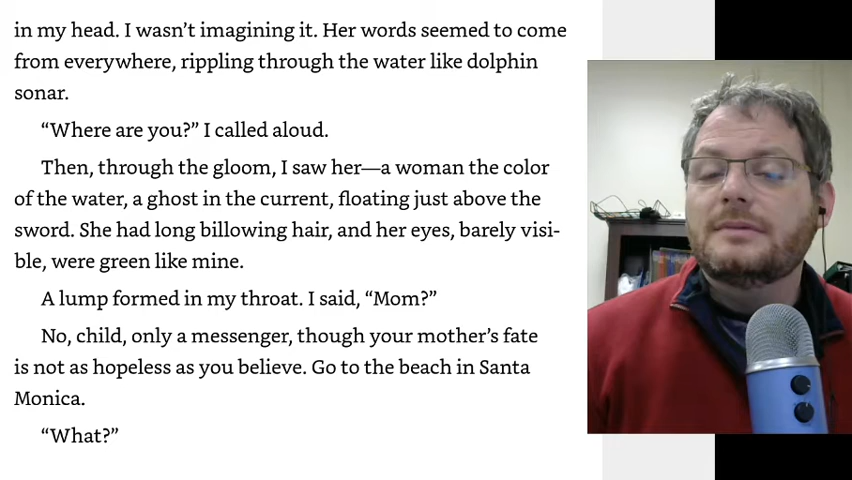 in my head. I wasn’t imagining it. Her words seemed to come
from everywhere, rippling through the water like dolphin
sonar.
“Where are you?” I called aloud.
Then, through the gloom, I saw her—a woman the color
of the water, a ghost in the current, floating just above the
sword. She had long billowing hair, and her eyes, barely visi-
ble, were green like mine.
A lump formed in my throat. I said, “Mom?”
No, child, only a messenger, though your mother’s fate
is not as hopeless as you believe. Go to the beach in Santa
Monica.
“What?”